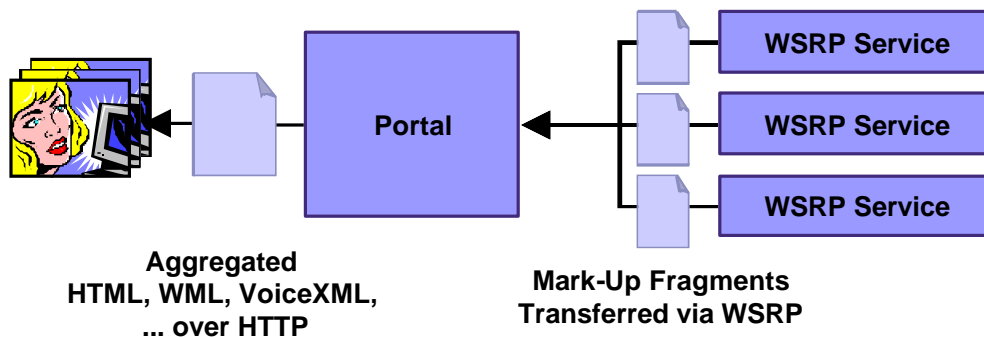 WSRP Service
Portal
WSRP Service
WSRP Service
Aggregated
HTML, WML, VoiceXML,
... over HTTP
Mark-Up Fragments
Transferred via WSRP